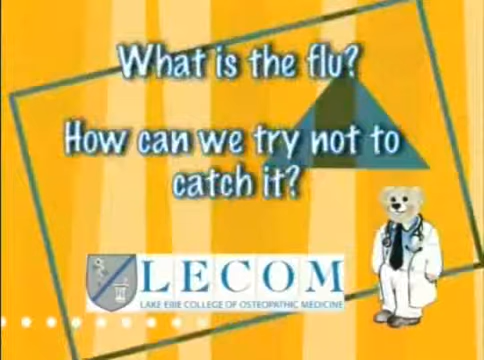 What is the flu?
How can we try not to
catch it?
LECOM
LAKE ERIE COLLEGE OF OSTEOPATHIC MEDICINE